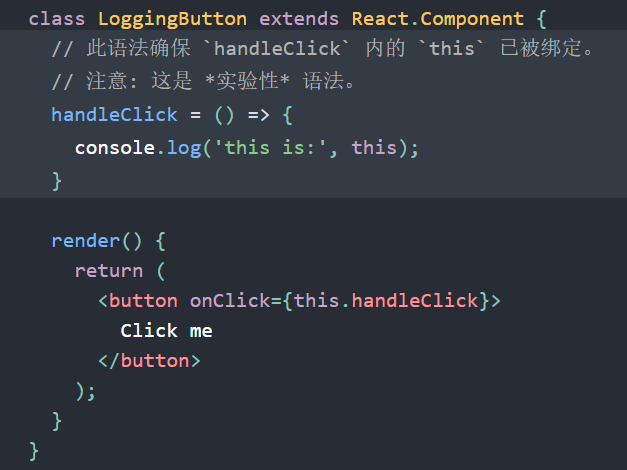 class LoggingButton extends React.Component {
  // 此语法确保 `handleClick` 内的 `this` 已被绑定。
  // 注意: 这是 *实验性* 语法。
  handleClick = () => {
    console.log('this is:', this);
  }

  render() {
    return (
      <button onClick={this.handleClick}>
        Click me
      </button>
    );
  }
}